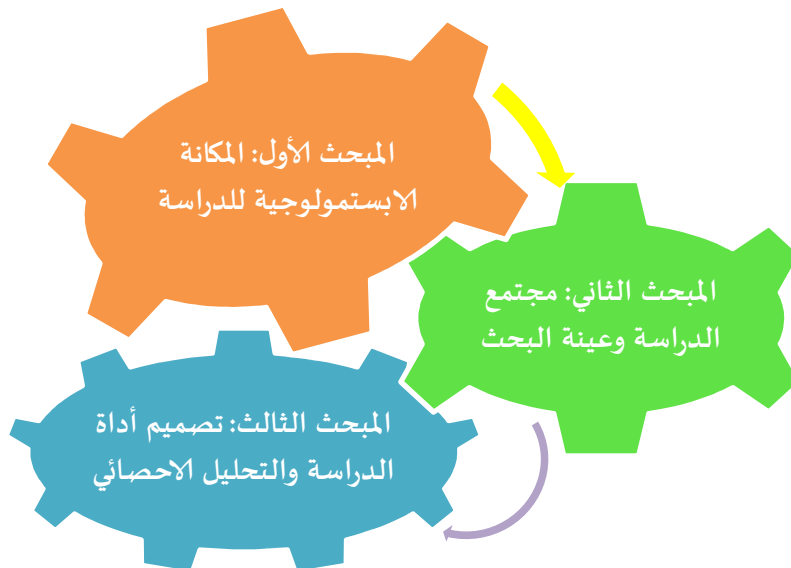 المبحث الأول: المكانة
الابستمولوجية للدراسة
المبحث الثاني: مجتمع
الدراسة وعينة البحث
المبحث الثالث: تصميم أداة
الدراسة والتحليل الاحصائي